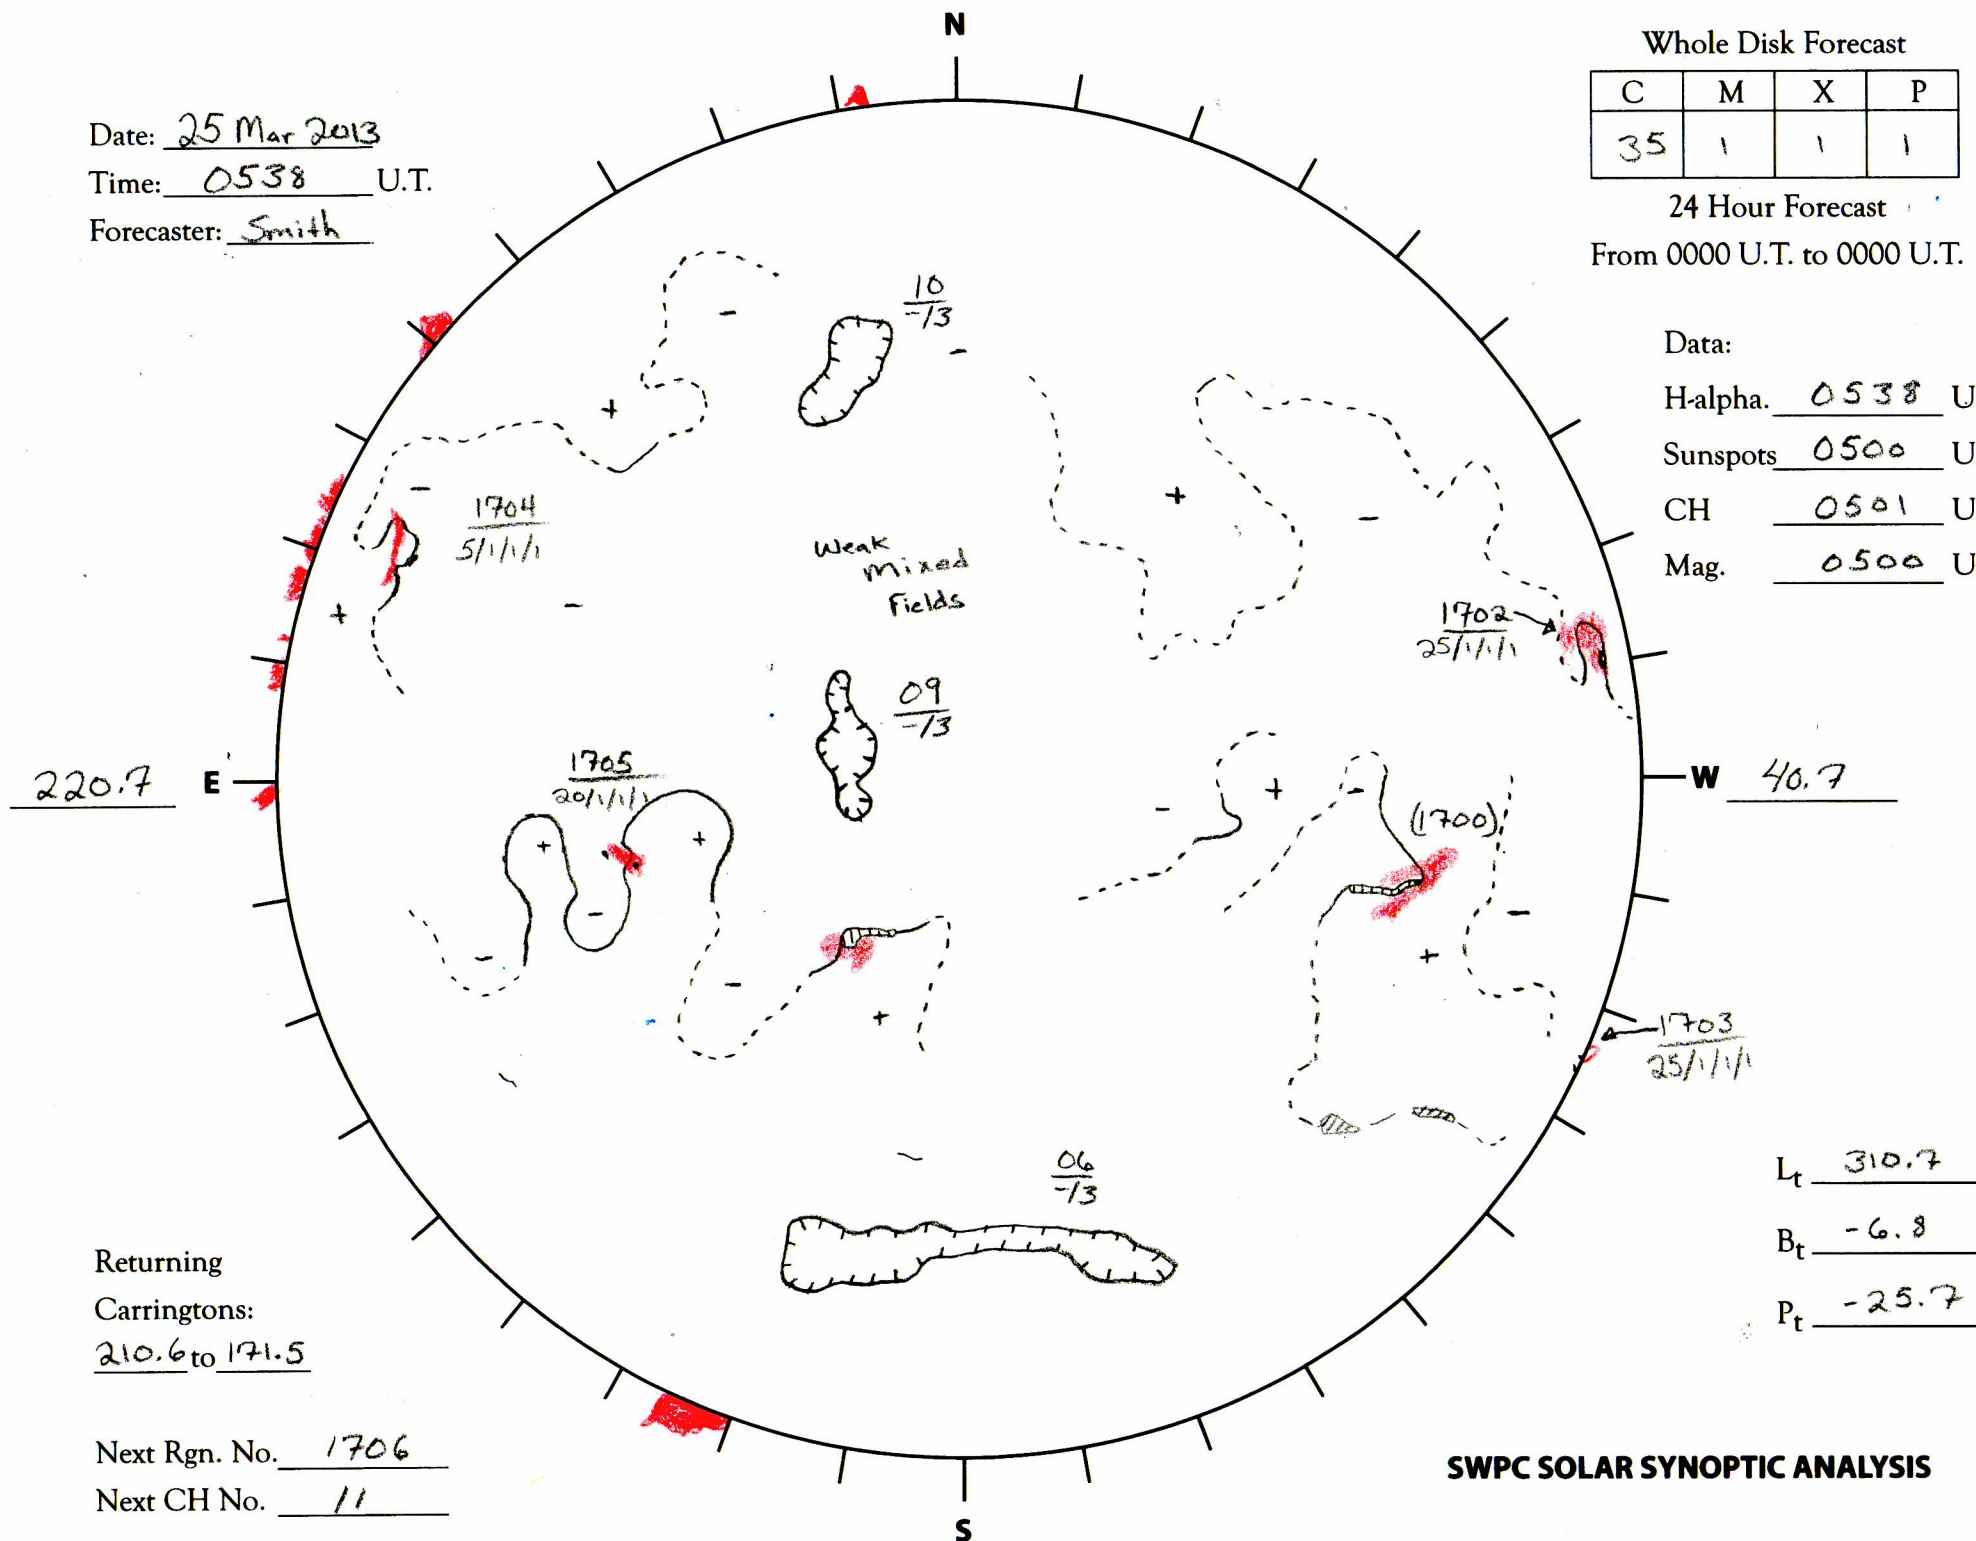 N
Date: 25 Mar 2013
Time: 0538 U.T.
Forecaster: Smith
Whole Disk Forecast
C M X P
35 1 1 1
24 Hour Forecast
From 0000 U.T. to 0000 U.T.
Data:
H-alpha. 0538 U
Sunspots 0500 U
CH 0501 U
Mag. 0500 U
10
-/3
-
-
+
-
1704
5/1/1/1
+
-
+
-
Weak
mixed
fields
1702
25/1/1/1
09
-/3
220.7 E
W 40.7
1705
20/1/1/1
+
-
+
-
-
+
-
+
-
(1700)
-
+
1703
25/1/1/1
06
-/3
Lt 310.7
Bt -6.8
Pt -25.7
Returning
Carringtons:
210.6 to 171.5
Next Rgn. No. 1706
Next CH No. 11
SWPC SOLAR SYNOPTIC ANALYSIS
S